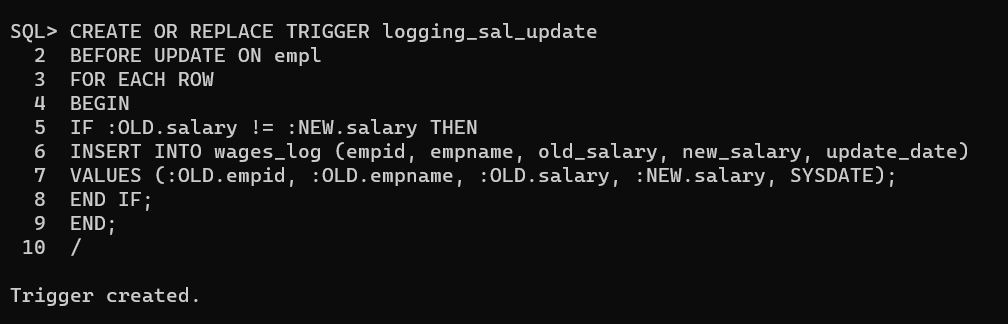 SQL> CREATE OR REPLACE TRIGGER logging_sal_update
2 BEFORE UPDATE ON empl
3 FOR EACH ROW
4 BEGIN
5 IF :OLD.salary != :NEW.salary THEN
6 INSERT INTO wages_log (empid, empname, old_salary, new_salary, update_date)
7 VALUES (:OLD.empid, :OLD.empname, :OLD.salary, :NEW.salary, SYSDATE);
8 END IF;
9 END;
10 /
Trigger created.